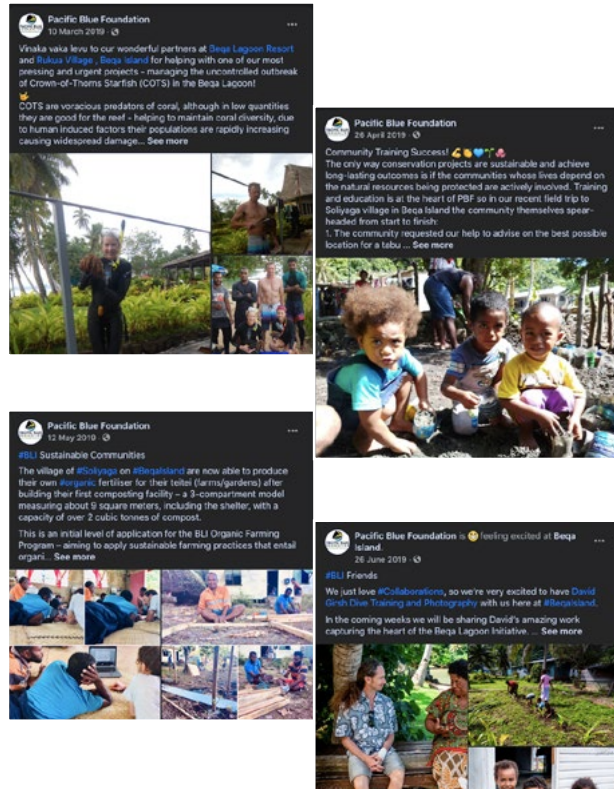 Pacific Blue Foundation
10 March 2019
Vinaka vaka levu to our wonderful partners at Beqa Lagoon Resort
and Rukua Village , Beqa Island for helping with one of our most
pressing and urgent projects - managing the uncontrolled outbreak
of Crown-of-Thorns Starfish (COTS) in the Beqa Lagoon!
COTS are voracious predators of coral, although in low quantities
they are good for the reef - helping to maintain coral diversity, due
to human induced factors their populations are rapidly increasing
causing widespread damage... See more
Pacific Blue Foundation
26 April 2019
Community Training Success!
The only way conservation projects are sustainable and achieve
long-lasting outcomes is if the communities whose lives depend on
the natural resources being protected are actively involved. Training
and education is at the heart of PBF so in our recent field trip to
Soliyaga village in Beqa Island the community themselves spear-
headed from start to finish:
1. The community requested our help to advise on the best possible
location for a tabu ... See more
Pacific Blue Foundation
12 May 2019
#BLI Sustainable Communities
The village of #Soliyaga on #BeqaIsland are now able to produce
their own #organic fertiliser for their teitei (farms/gardens) after
building their first composting facility – a 3-compartment model
measuring about 9 square meters, including the shelter, with a
capacity of over 2 cubic tonnes of compost.
This is an initial level of application for the BLI Organic Farming
Program – aiming to apply sustainable farming practices that entail
organi... See more
Pacific Blue Foundation is feeling excited at Beqa
Island.
26 June 2019
#BLI Friends
We just love #Collaborations, so we're very excited to have David
Girsh Dive Training and Photography with us here at #BeqaIsland.
In the coming weeks we will be sharing David's amazing work
capturing the heart of the Beqa Lagoon Initiative. ... See more